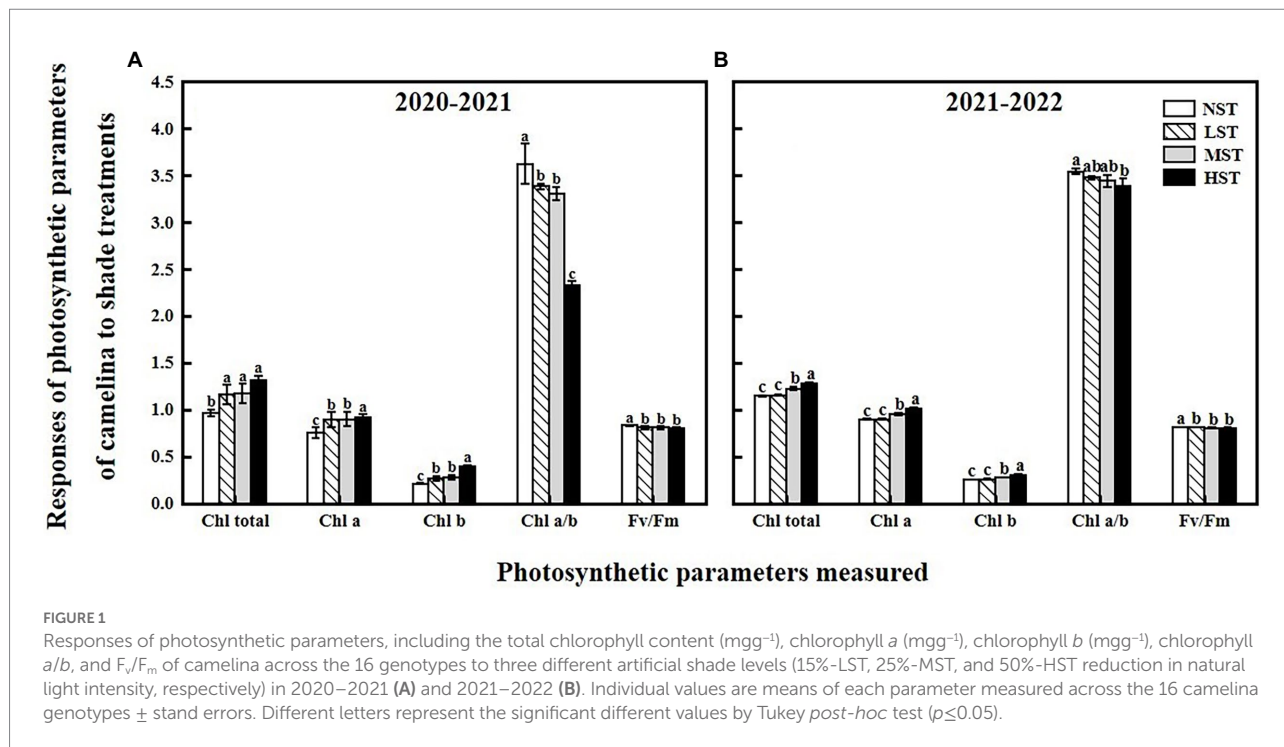 Responses of photosynthetic parameters
of camelina to shade treatments
A
2020-2021
4.5
4.0
3.5
3.0
2.5
2.0
1.5
1.0
0.5
0.0
b a a a
c b b a
c b b a
a b b c
a b b b
Chl total Chl a Chl b Chl a/b Fv/Fm
B
2021-2022
NST
LST
MST
HST
c c b a
c c b a
c c b a
a ab ab b
a b b b
Chl total Chl a Chl b Chl a/b Fv/Fm
Photosynthetic parameters measured
FIGURE 1
Responses of photosynthetic parameters, including the total chlorophyll content (mgg⁻¹), chlorophyll a (mgg⁻¹), chlorophyll b (mgg⁻¹), chlorophyll
a/b, and Fv/Fm of camelina across the 16 genotypes to three different artificial shade levels (15%-LST, 25%-MST, and 50%-HST reduction in natural
light intensity, respectively) in 2020–2021 (A) and 2021–2022 (B). Individual values are means of each parameter measured across the 16 camelina
genotypes ± stand errors. Different letters represent the significant different values by Tukey post-hoc test (p≤0.05).